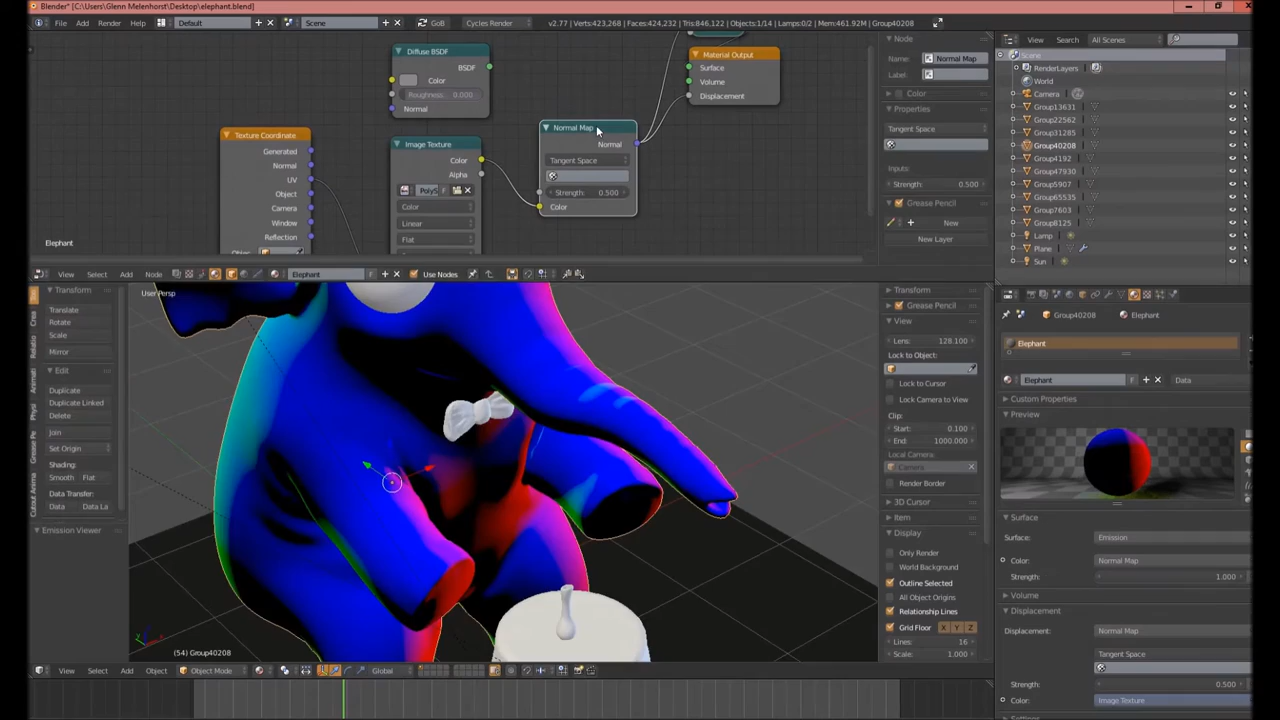 Blender* [C:\Users\Glenn Melenhorst\Desktop\elephant.blend]
File Add Render Window Help Default Scene GoB Cycles Render v2.77 Verts:423,268 Faces:424,232 Tris:846,122 Objects:1/14 Lamps:0/2 Mem:461.92M Group40208
Diffuse BSDF
BSDF
Color
Roughness: 0.000
Normal
Material Output
Surface
Volume
Displacement
Texture Coordinate
Generated
Normal
UV
Object
Camera
Window
Reflection
Image Texture
Color
Alpha
F
Color
Linear
Flat
Normal Map
Normal
Tangent Space
Strength: 0.500
Color
Elephant
Node
Name: Normal Map
Label:
Color
Properties
Tangent Space
Inputs:
Strength: 0.500
Grease Pencil
New
New Layer
View Search All Scenes
Scene
RenderLayers
World
Camera
Group13631
Group22562
Group31285
Group40208
Group4192
Group47930
Group5907
Group65535
Group7603
Group8125
Lamp
Plane
Sun
View Select Add Node Elephant F Use Nodes
Transform
Translate
Rotate
Scale
Mirror
Edit
Duplicate
Duplicate Linked
Delete
Join
Set Origin
Shading:
Smooth Flat
Data Transfer:
Data Data La
Emission Viewer
User Persp
(54) Group40208
Transform
Grease Pencil
View
Lens: 128.100
Lock to Object:
Lock to Cursor
Lock Camera to View
Clip:
Start: 0.100
End: 1000.000
Local Camera:
Camera
Render Border
3D Cursor
Item
Display
Only Render
World Background
Outline Selected
All Object Origins
Relationship Lines
Grid Floor X Y Z
Lines: 16
Scale: 1.000
Group40208 Elephant
Elephant
Elephant F Data
Custom Properties
Preview
Surface
Surface: Emission
Color: Normal Map
Strength: 1.000
Volume
Displacement
Displacement: Normal Map
Tangent Space
Strength: 0.500
Color: Image Texture
View Select Add Object Object Mode Global